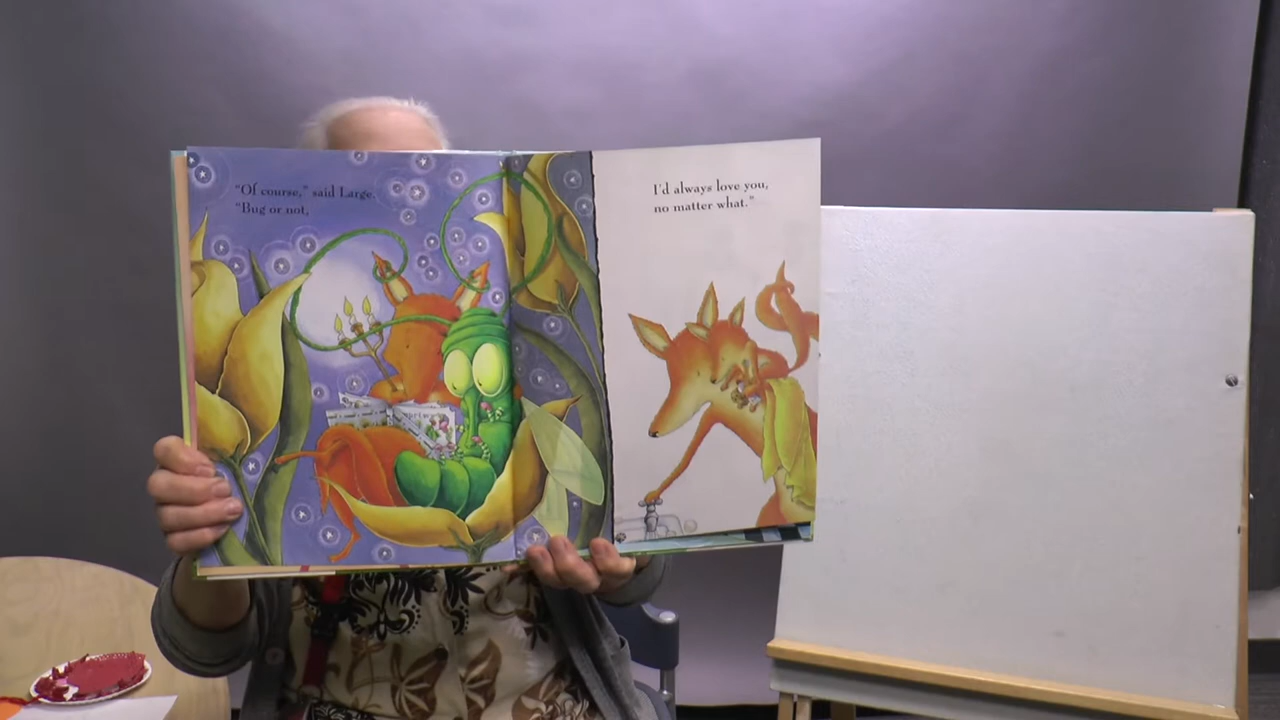 "Of course," said Large.
"Bug or not,
I'd always love you,
no matter what."